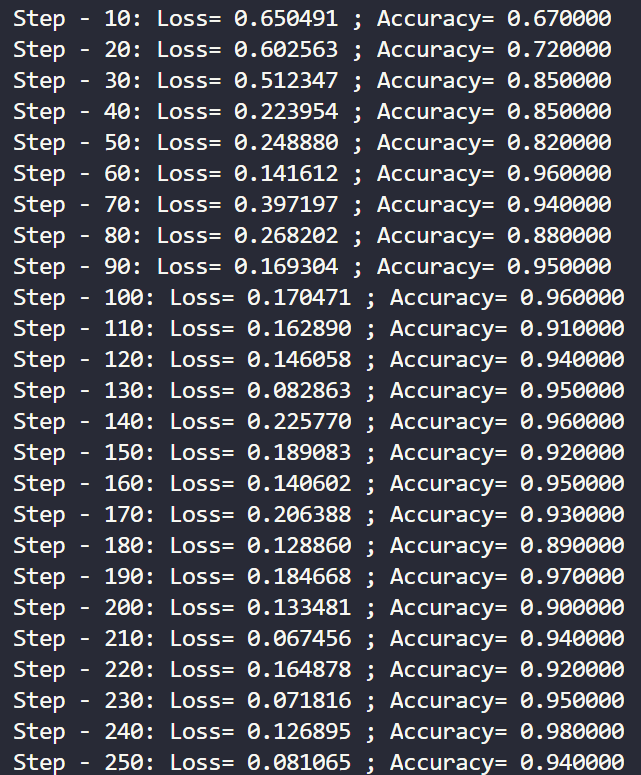 Step - 10: Loss= 0.650491 ; Accuracy= 0.670000
Step - 20: Loss= 0.602563 ; Accuracy= 0.720000
Step - 30: Loss= 0.512347 ; Accuracy= 0.850000
Step - 40: Loss= 0.223954 ; Accuracy= 0.850000
Step - 50: Loss= 0.248880 ; Accuracy= 0.820000
Step - 60: Loss= 0.141612 ; Accuracy= 0.960000
Step - 70: Loss= 0.397197 ; Accuracy= 0.940000
Step - 80: Loss= 0.268202 ; Accuracy= 0.880000
Step - 90: Loss= 0.169304 ; Accuracy= 0.950000
Step - 100: Loss= 0.170471 ; Accuracy= 0.960000
Step - 110: Loss= 0.162890 ; Accuracy= 0.910000
Step - 120: Loss= 0.146058 ; Accuracy= 0.940000
Step - 130: Loss= 0.082863 ; Accuracy= 0.950000
Step - 140: Loss= 0.225770 ; Accuracy= 0.960000
Step - 150: Loss= 0.189083 ; Accuracy= 0.920000
Step - 160: Loss= 0.140602 ; Accuracy= 0.950000
Step - 170: Loss= 0.206388 ; Accuracy= 0.930000
Step - 180: Loss= 0.128860 ; Accuracy= 0.890000
Step - 190: Loss= 0.184668 ; Accuracy= 0.970000
Step - 200: Loss= 0.133481 ; Accuracy= 0.900000
Step - 210: Loss= 0.067456 ; Accuracy= 0.940000
Step - 220: Loss= 0.164878 ; Accuracy= 0.920000
Step - 230: Loss= 0.071816 ; Accuracy= 0.950000
Step - 240: Loss= 0.126895 ; Accuracy= 0.980000
Step - 250: Loss= 0.081065 ; Accuracy= 0.940000